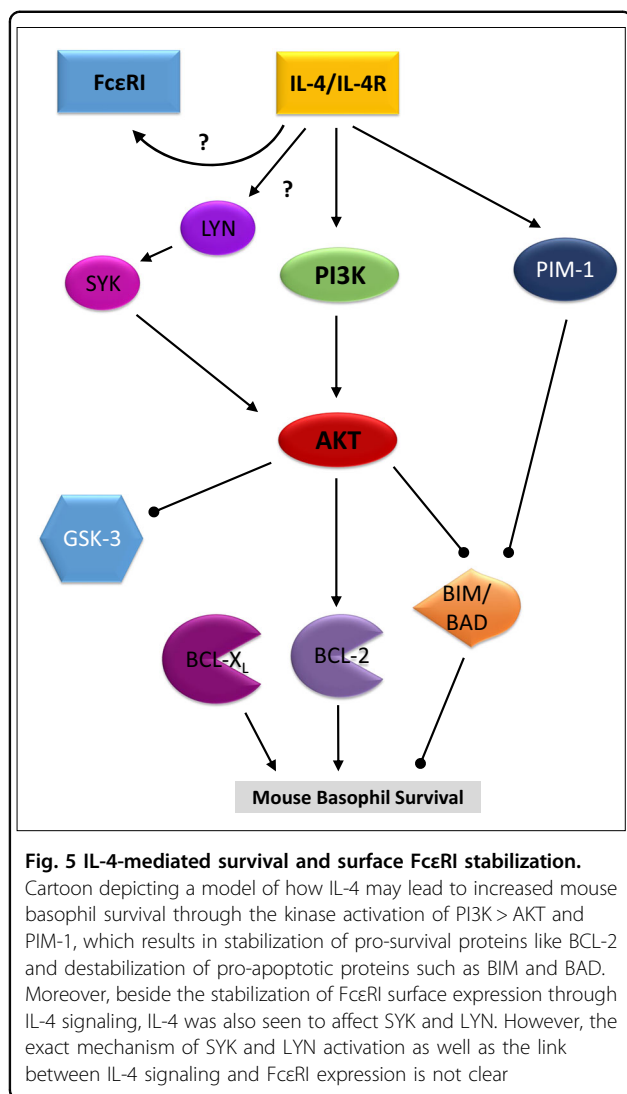 FcεRI
IL-4/IL-4R
?
?
LYN
SYK
PI3K
PIM-1
AKT
GSK-3
BIM/
BAD
BCL-XL
BCL-2
Mouse Basophil Survival
Fig. 5 IL-4-mediated survival and surface FcεRI stabilization.
Cartoon depicting a model of how IL-4 may lead to increased mouse
basophil survival through the kinase activation of PI3K > AKT and
PIM-1, which results in stabilization of pro-survival proteins like BCL-2
and destabilization of pro-apoptotic proteins such as BIM and BAD.
Moreover, beside the stabilization of FcεRI surface expression through
IL-4 signaling, IL-4 was also seen to affect SYK and LYN. However, the
exact mechanism of SYK and LYN activation as well as the link
between IL-4 signaling and FcεRI expression is not clear